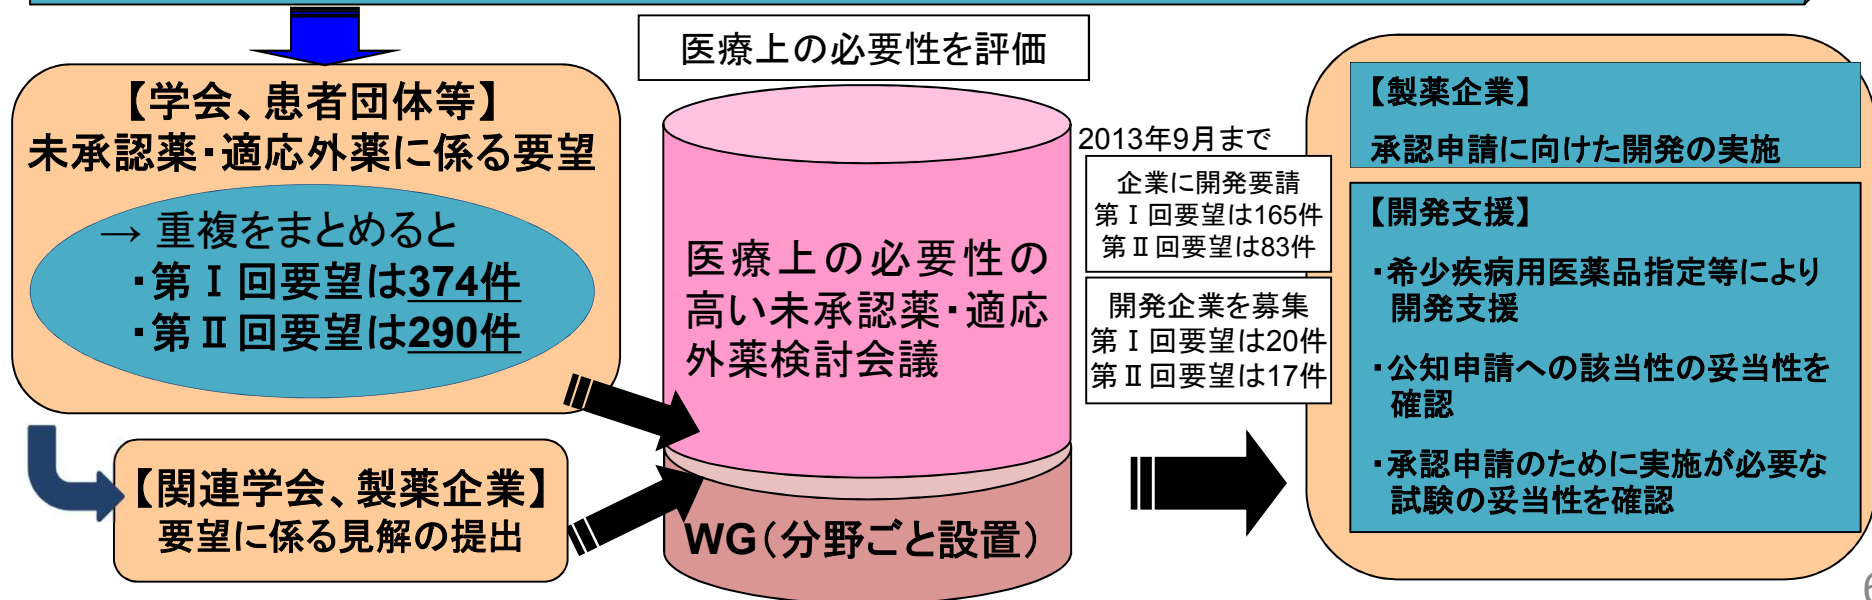 医療上の必要性を評価
【学会、患者団体等】
未承認薬・適応外薬に係る要望
→ 重複をまとめると
・第Ⅰ回要望は374件
・第Ⅱ回要望は290件
【関連学会、製薬企業】
要望に係る見解の提出
医療上の必要性の
高い未承認薬・適応
外薬検討会議
WG(分野ごと設置)
2013年9月まで
企業に開発要請
第Ⅰ回要望は165件
第Ⅱ回要望は83件
開発企業を募集
第Ⅰ回要望は20件
第Ⅱ回要望は17件
【製薬企業】
承認申請に向けた開発の実施
【開発支援】
・希少疾病用医薬品指定等により
開発支援
・公知申請への該当性の妥当性を
確認
・承認申請のために実施が必要な
試験の妥当性を確認